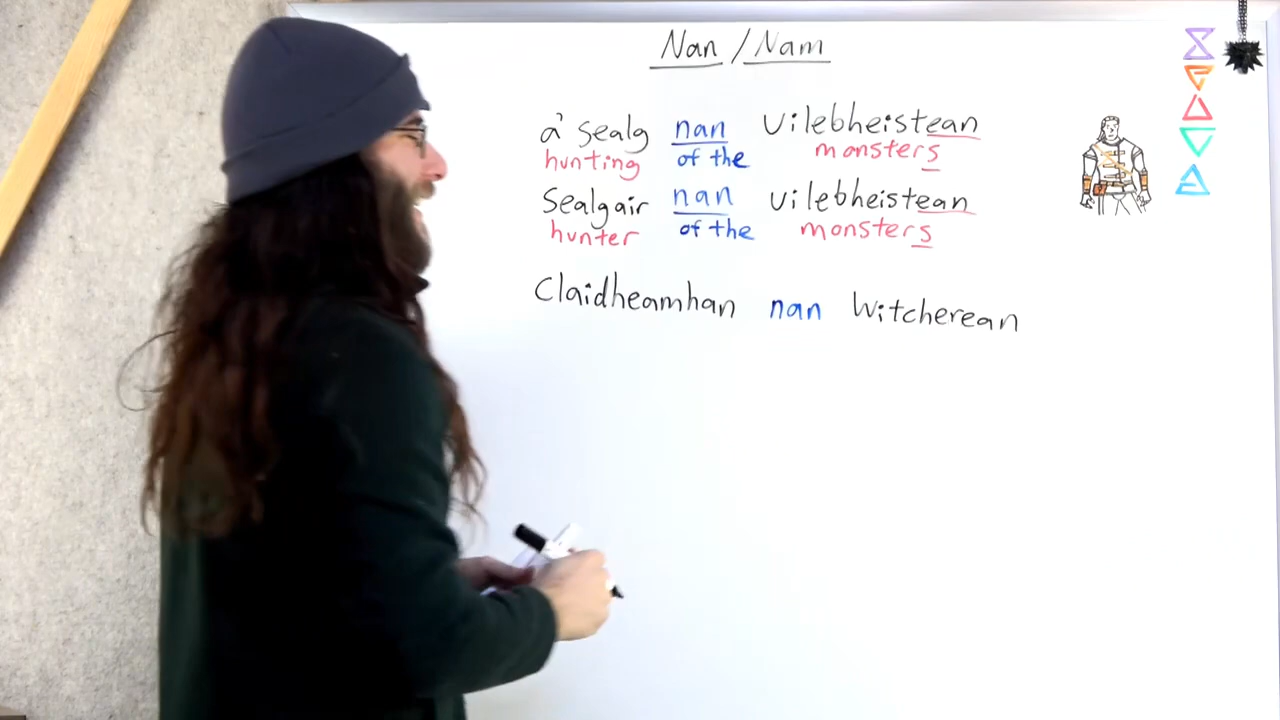 Nan / Nam
a' sealg nan uilebheistean
hunting of the monsters
Sealgair nan uilebheistean
hunter of the monsters
Claidheamhan nan Witcherean